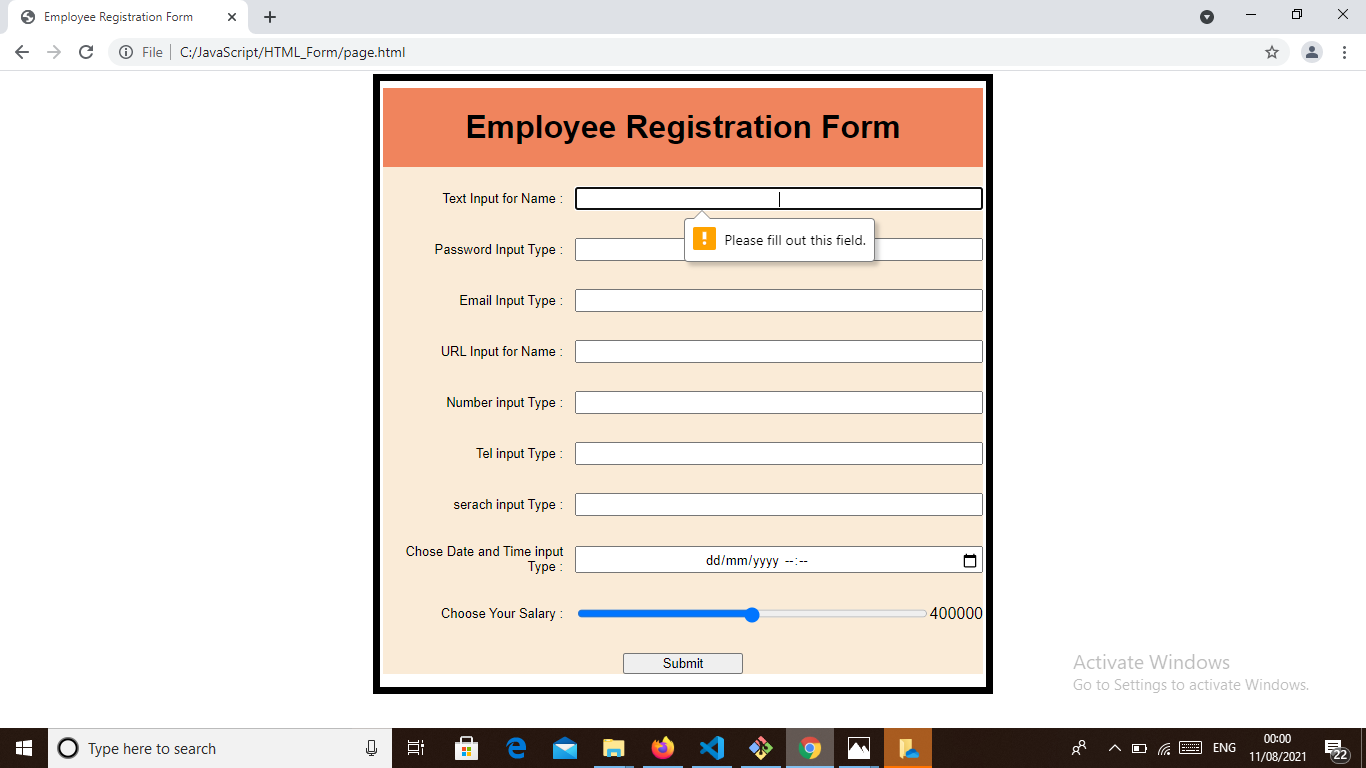 Employee Registration Form
File
C:/JavaScript/HTML_Form/page.html
Employee Registration Form
Text Input for Name :
Please fill out this field.
Password Input Type :
Email Input Type :
URL Input for Name :
Number input Type :
Tel input Type :
serach input Type :
Chose Date and Time input
Type :
dd/mm/yyyy --:--
Choose Your Salary :
400000
Submit
Activate Windows
Go to Settings to activate Windows.
Type here to search
ENG
00:00
11/08/2021
22